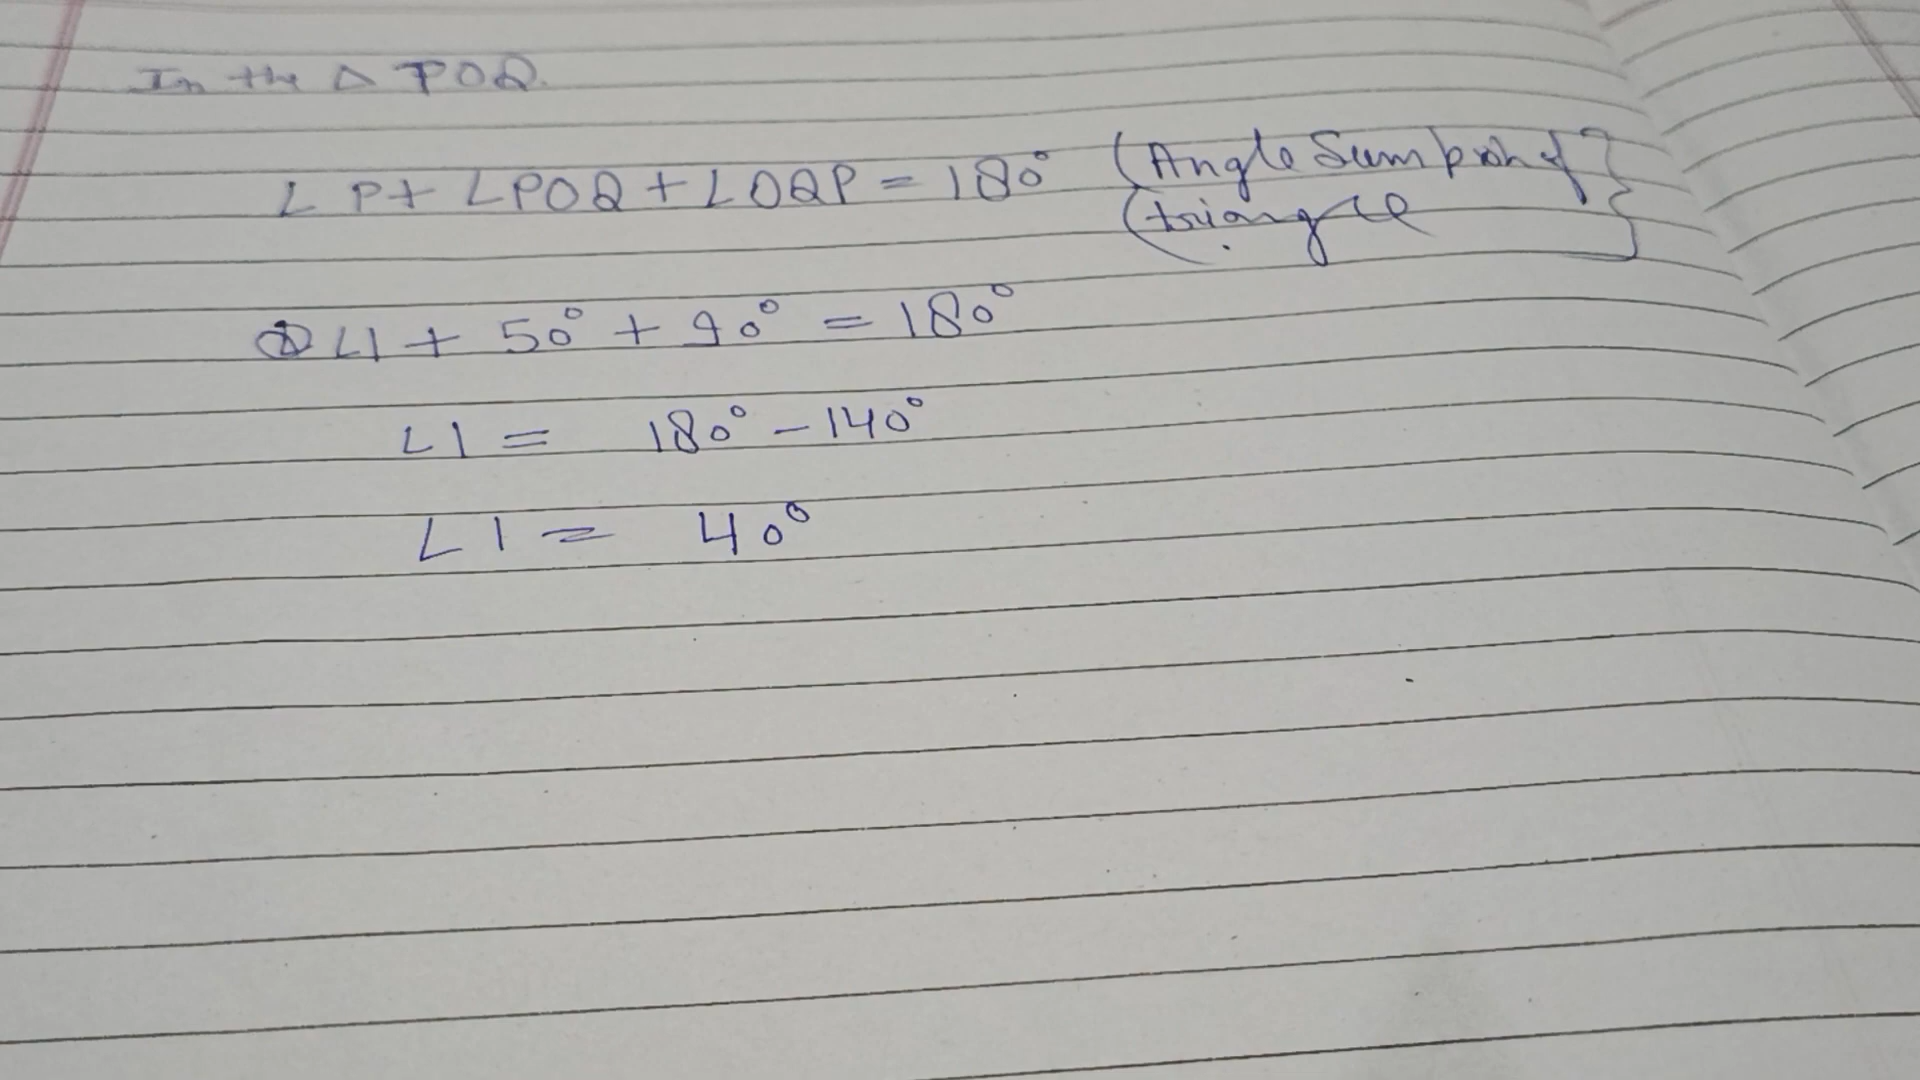 In the △ POQ.
∠P + ∠POQ + ∠OQP = 180° (Angle Sum of
(triangle
∠1 + 50° + 90° = 180°
∠1 = 180° - 140°
∠1 = 40°